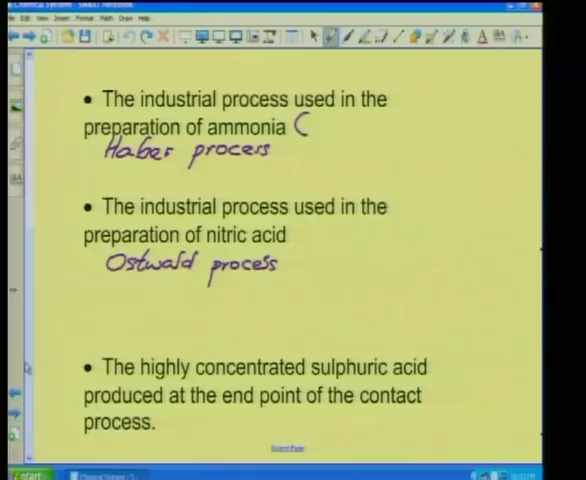 • The industrial process used in the
preparation of ammonia (
Haber process
• The industrial process used in the
preparation of nitric acid
Ostwald process
• The highly concentrated sulphuric acid
produced at the end point of the contact
process.
start